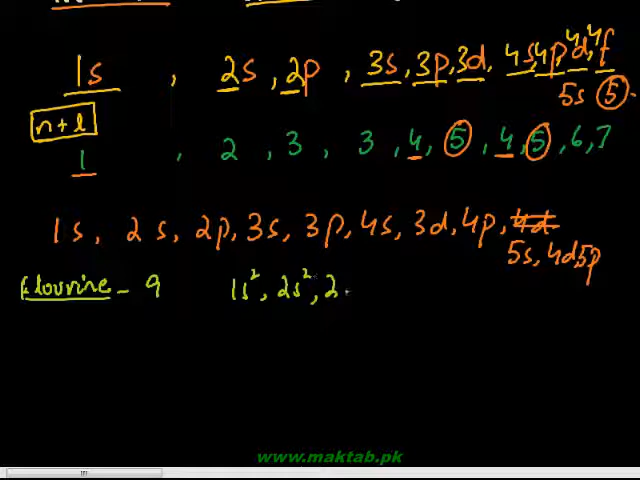 1s, 2s, 2p, 3s, 3p, 3d, 4s, 4p, 4d, 4f
5s 5.
n+l
1, 2, 3, 3, 4, 5, 4, 5, 6, 7
1s, 2s, 2p, 3s, 3p, 4s, 3d, 4p, 4d
5s, 4d, 5p
Flourine - 9 1s², 2s², 2
www.maktab.pk